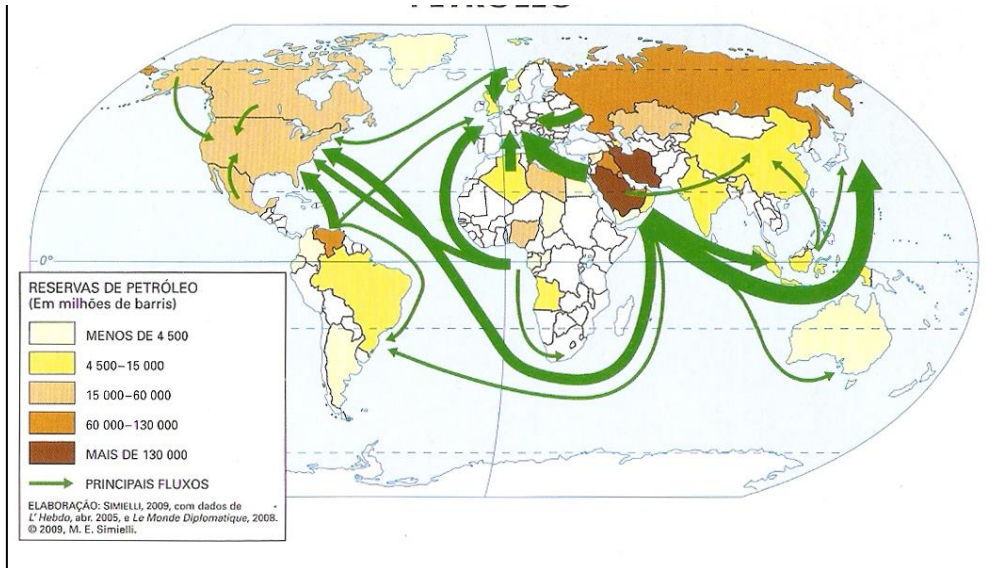 PETRÓLEO
0°
RESERVAS DE PETRÓLEO
(Em milhões de barris)
MENOS DE 4 500
4 500–15 000
15 000–60 000
60 000–130 000
MAIS DE 130 000
PRINCIPAIS FLUXOS
ELABORAÇÃO: SIMIELLI, 2009, com dados de
L' Hebdo, abr. 2005, e Le Monde Diplomatique, 2008.
© 2009, M. E. Simielli.